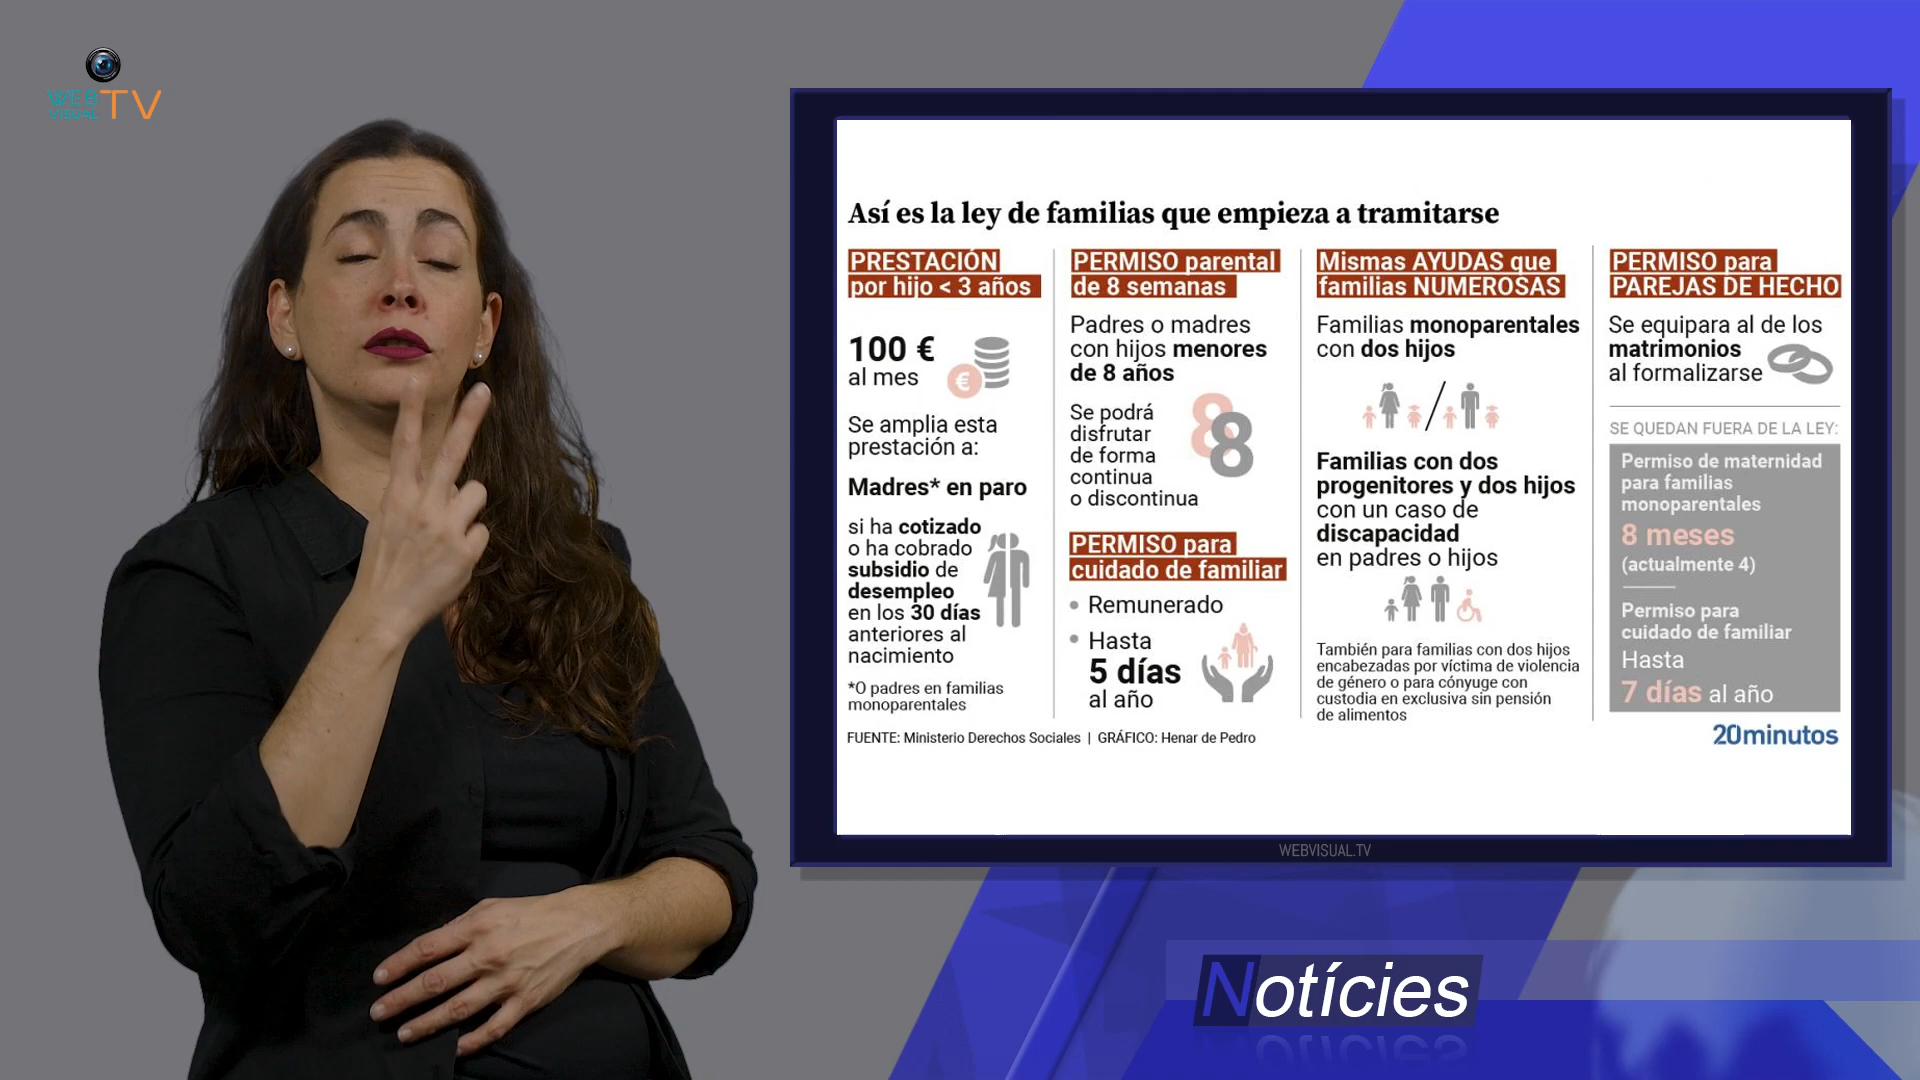 WEB
VISUAL
TV
Así es la ley de familias que empieza a tramitarse
PRESTACIÓN
por hijo < 3 años
100 €
al mes
€
Se amplia esta
prestación a:
Madres* en paro
si ha cotizado
o ha cobrado
subsidio de
desempleo
en los 30 días
anteriores al
nacimiento
*O padres en familias
monoparentales
PERMISO parental
de 8 semanas
Padres o madres
con hijos menores
de 8 años
Se podrá
disfrutar
de forma
continua
o discontinua
8
8
PERMISO para
cuidado de familiar
• Remunerado
• Hasta
5 días
al año
Mismas AYUDAS que
familias NUMEROSAS
Familias monoparentales
con dos hijos
Familias con dos
progenitores y dos hijos
con un caso de
discapacidad
en padres o hijos
También para familias con dos hijos
encabezadas por víctima de violencia
de género o para cónyuge con
custodia en exclusiva sin pensión
de alimentos
PERMISO para
PAREJAS DE HECHO
Se equipara al de los
matrimonios
al formalizarse
SE QUEDAN FUERA DE LA LEY:
Permiso de maternidad
para familias
monoparentales
8 meses
(actualmente 4)
Permiso para
cuidado de familiar
Hasta
7 días al año
FUENTE: Ministerio Derechos Sociales | GRÁFICO: Henar de Pedro
20minutos
WEBVISUAL.TV
Notícies